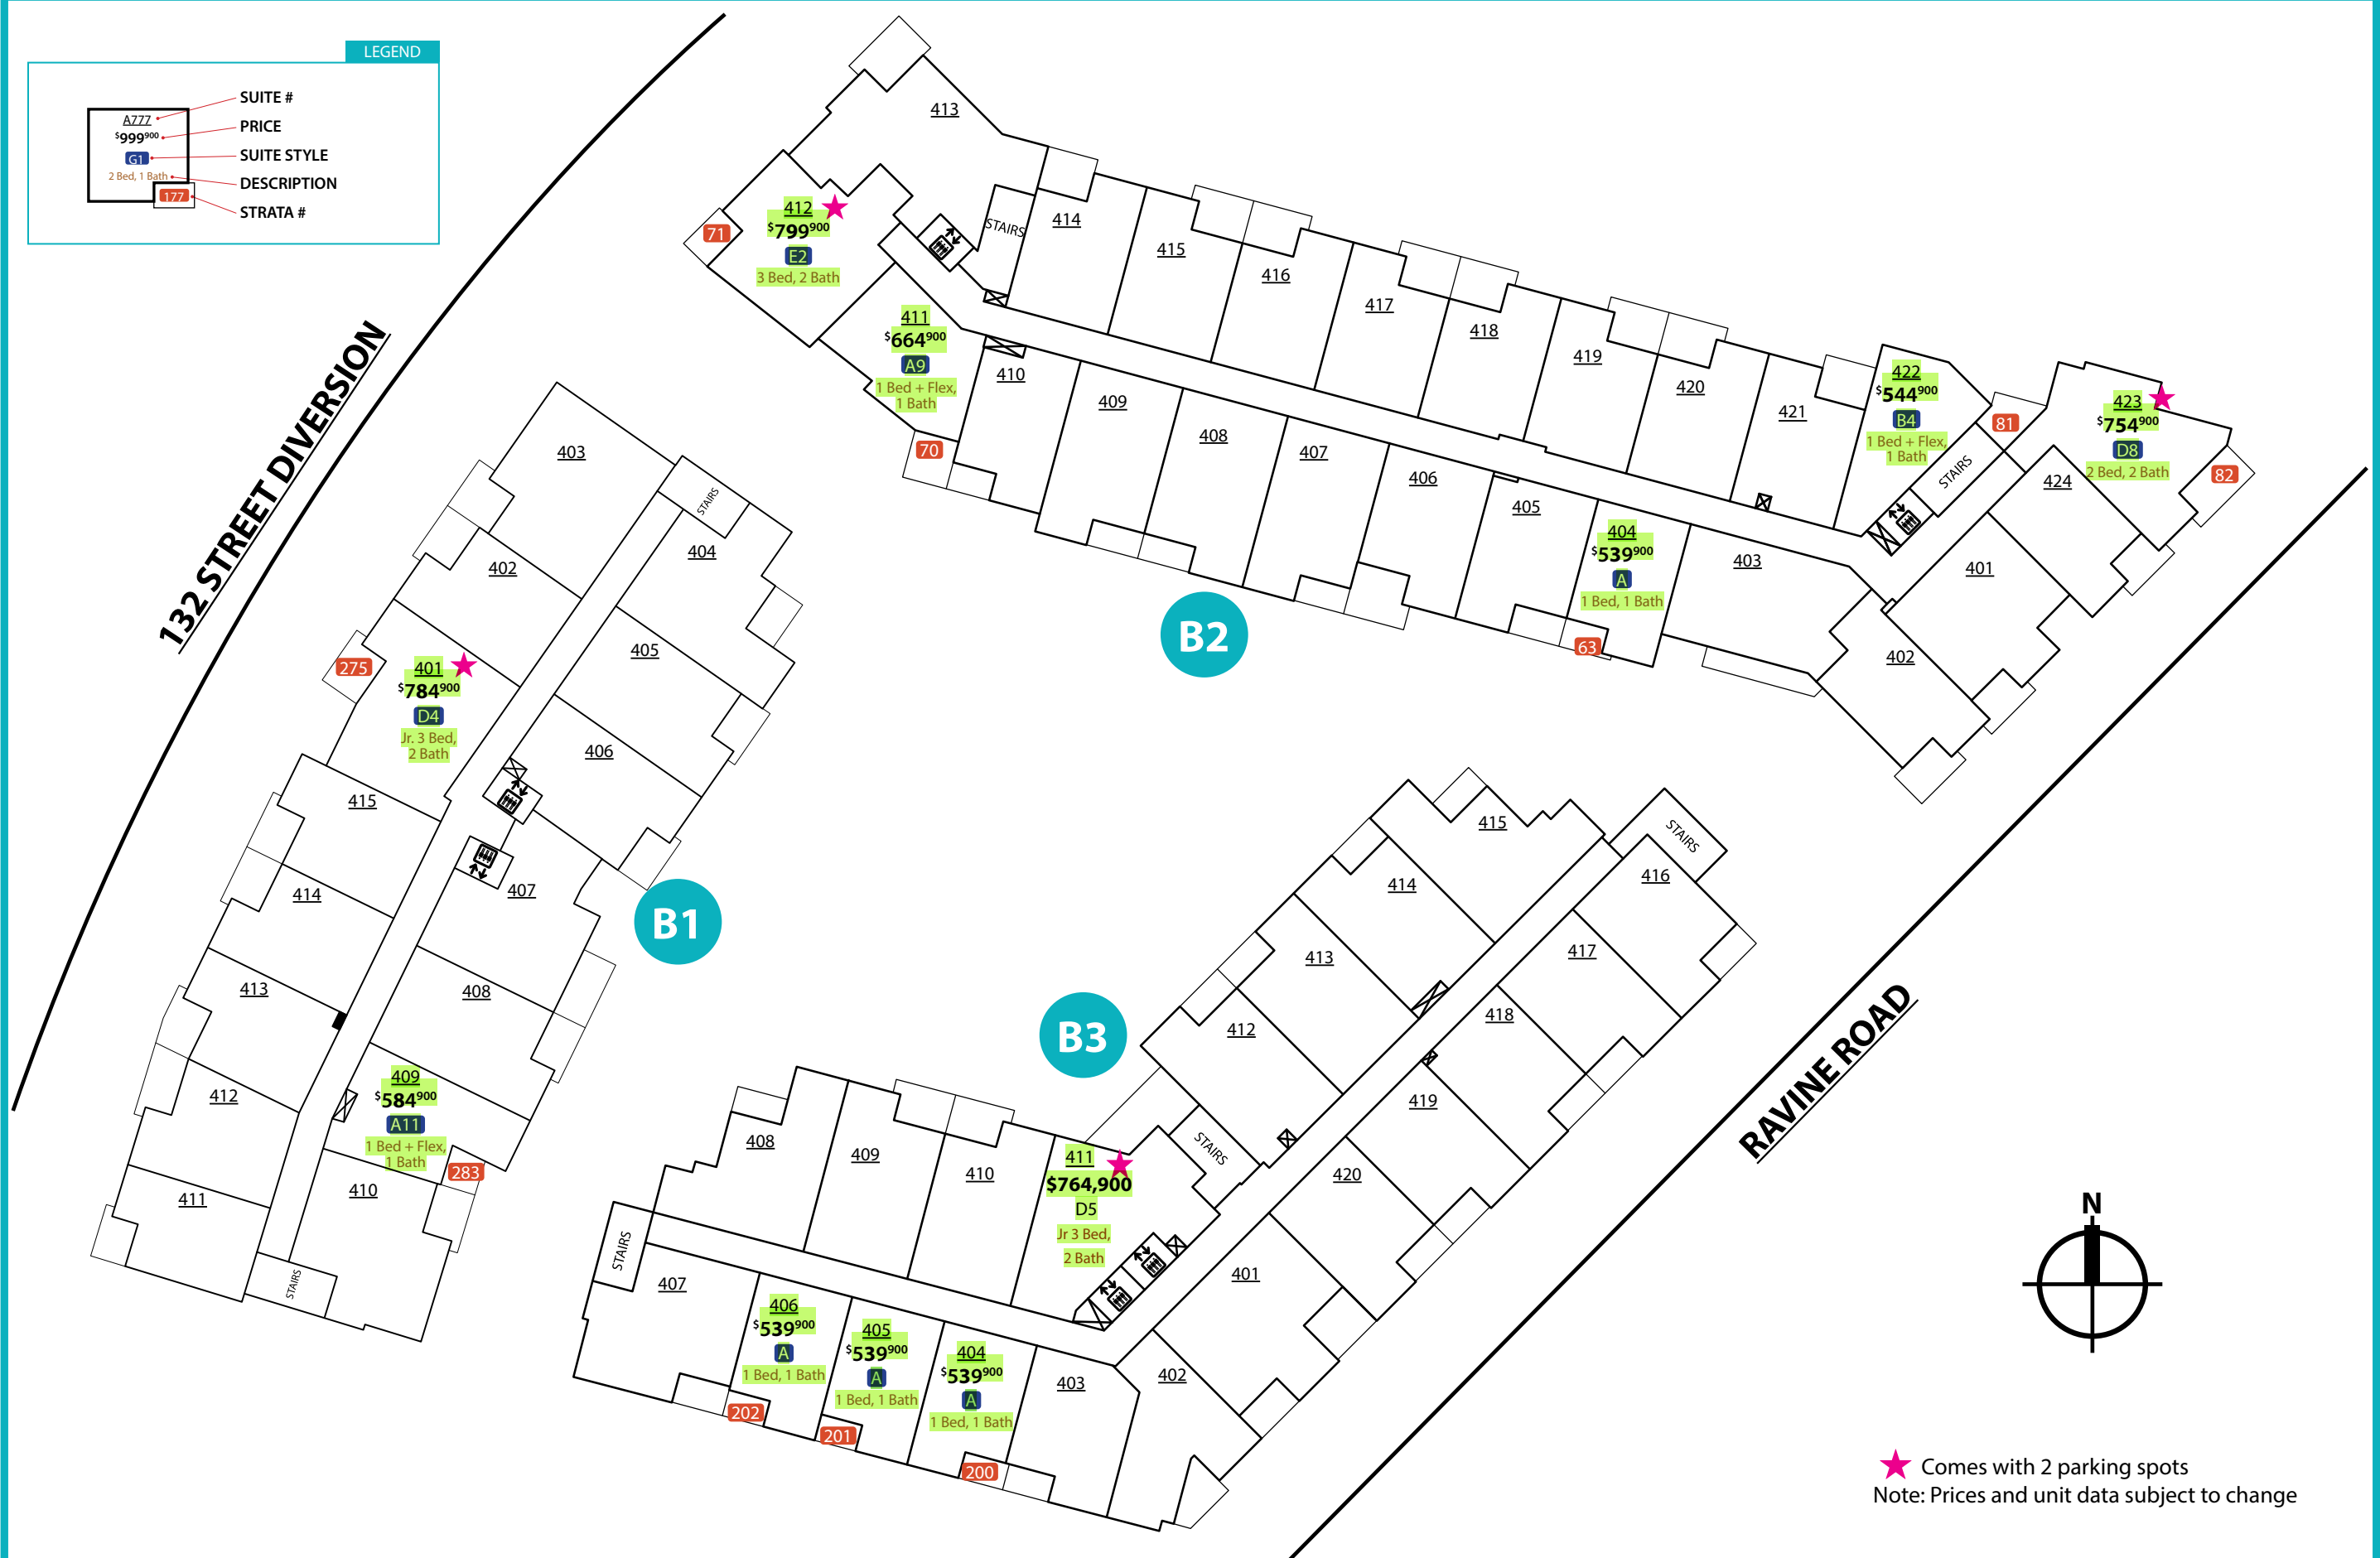 LEGEND
A777
$999900
G1
2 Bed, 1 Bath
177
SUITE #
PRICE
SUITE STYLE
DESCRIPTION
STRATA #
132 STREET DIVERSION
413
412
$799900
E2
3 Bed, 2 Bath
71
STAIRS
414
415
416
417
418
419
420
421
422
$544900
B4
1 Bed + Flex,
1 Bath
81
STAIRS
423
$754900
D8
2 Bed, 2 Bath
82
424
411
$664900
A9
1 Bed + Flex,
1 Bath
70
410
409
408
407
406
405
404
$539900
A
1 Bed, 1 Bath
63
403
401
402
B2
403
STAIRS
402
404
405
275
401
$784900
D4
Jr. 3 Bed,
2 Bath
406
415
407
414
413
408
412
409
$584900
A11
1 Bed + Flex,
1 Bath
283
411
410
STAIRS
B1
B3
415
STAIRS
414
416
413
417
412
418
419
408
409
410
411
$764,900
D5
Jr 3 Bed,
2 Bath
STAIRS
420
401
STAIRS
407
406
$539900
A
1 Bed, 1 Bath
202
405
$539900
A
1 Bed, 1 Bath
201
404
$539900
A
1 Bed, 1 Bath
200
403
402
RAVINE ROAD
N
Comes with 2 parking spots
Note: Prices and unit data subject to change